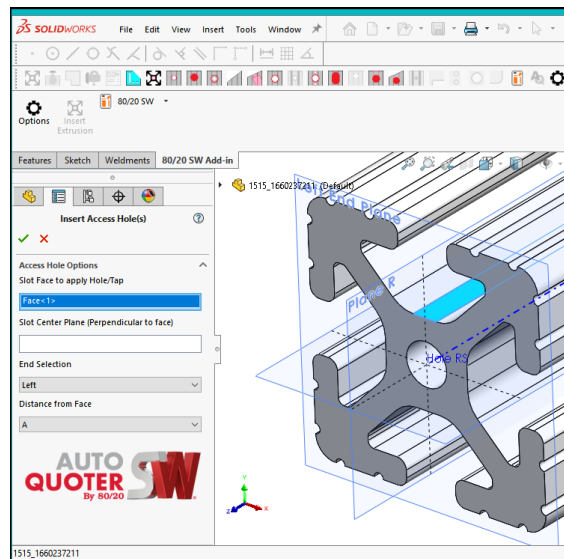 SOLIDWORKS File Edit View Insert Tools Window
Options Insert Extrusion 80/20 SW
Features Sketch Weldments 80/20 SW Add-in
1515_1660237211 (Default)
Left End Plane
Insert Access Hole(s)
Plane R
Access Hole Options
Slot Face to apply Hole/Tap
Face<1>
Slot Center Plane (Perpendicular to face)
Hole RS
End Selection
Left
Distance from Face
A
AUTO QUOTER SW
By 80/20
Y
Z X
1515_1660237211